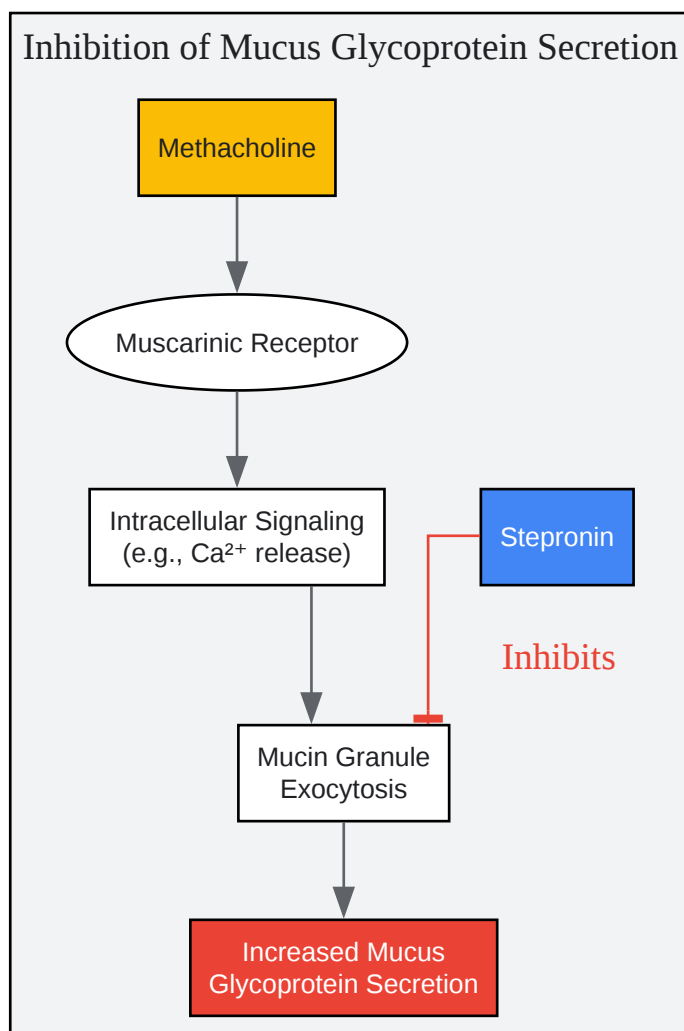 Inhibition of Mucus Glycoprotein Secretion
Methacholine
Muscarinic Receptor
Intracellular Signaling
(e.g., Ca²⁺ release)
Stepronin
Inhibits
Mucin Granule
Exocytosis
Increased Mucus
Glycoprotein Secretion